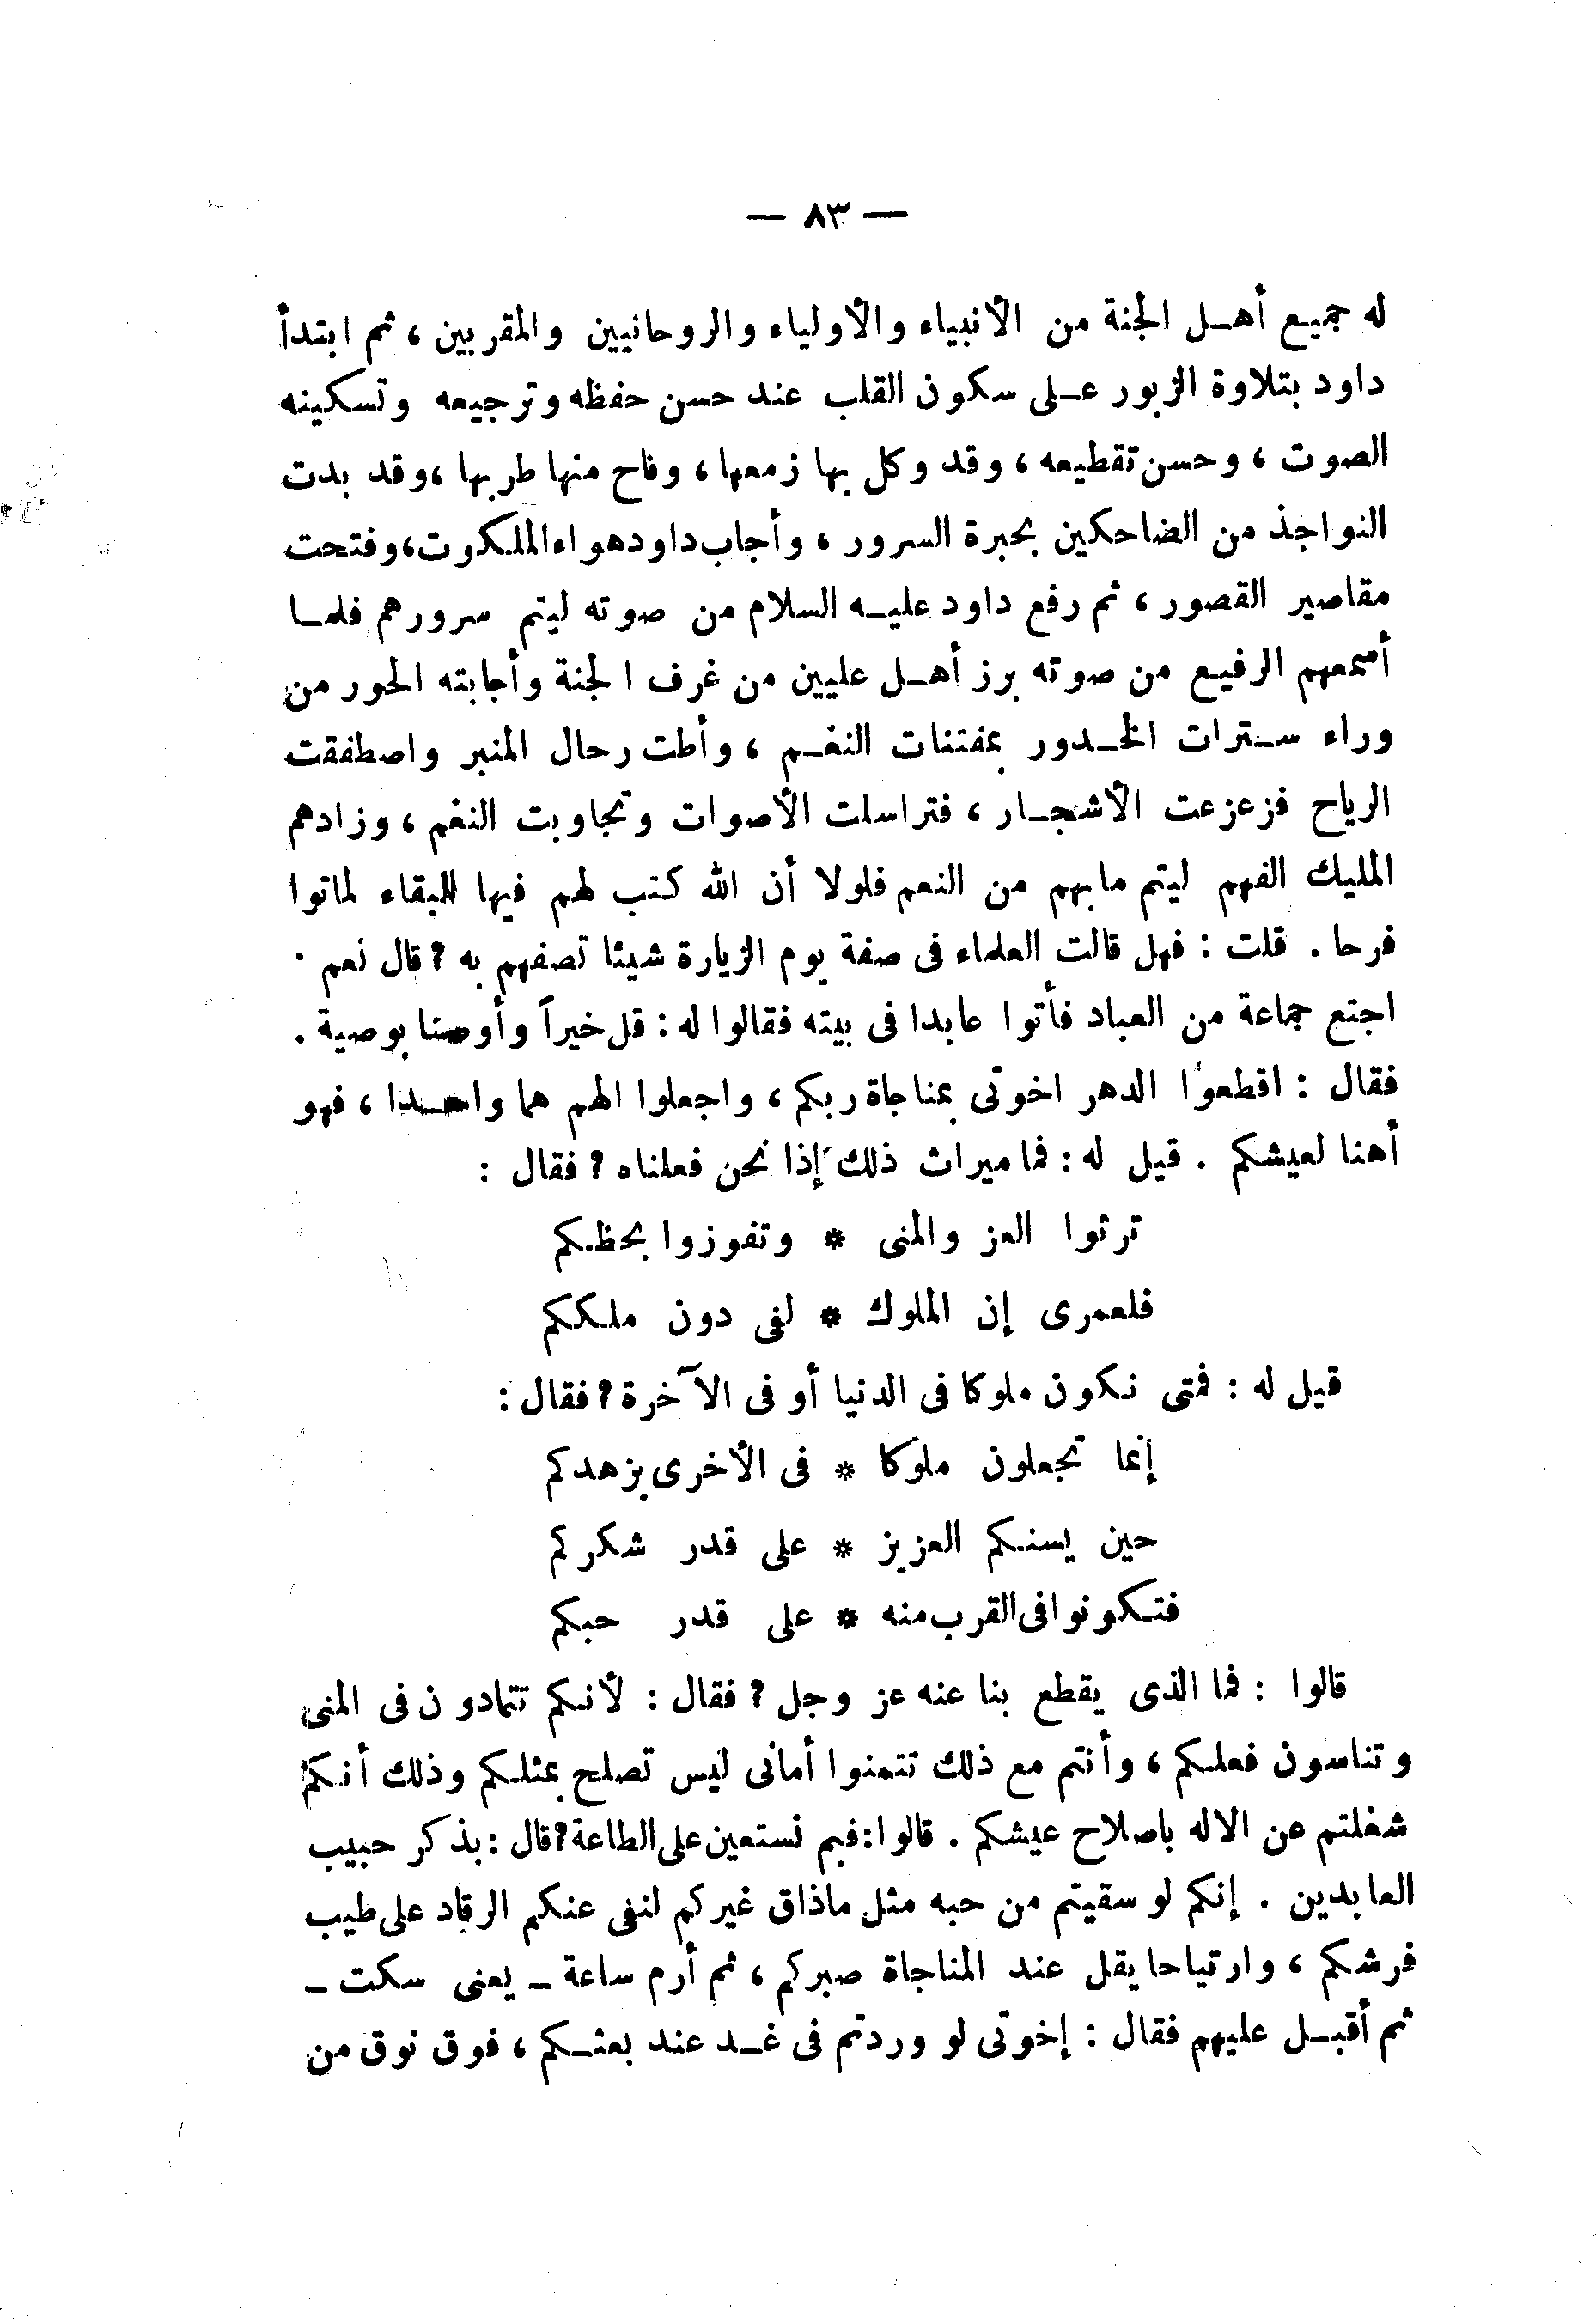 — ٨٣ —
له جميع أهل الجنة من الأنبياء والأولياء والروحانيين والمقربين ، ثم ابتدأ
داود بتلاوة الزبور على سكون القلب عند حسن حفظه وترجيعه وتسكينه
الصوت ، وحسن تقطيعه ، وقد وكل بها زمعها ، وفاح منها طربها ، وقد بدت
النواجذ من الضاحكين بحبرة السرور ، وأجاب داود هواء الملكوت ، وفتحت
مقاصير القصور ، ثم رفع داود عليه السلام من صوته ليتم سرورهم فلما
أسمعهم الرفيع من صوته برز أهل عليين من غرف الجنة وأجابته الحور من
وراء سترات الخدور بمفتنات النغم ، وأطت رحال المنبر واصطفقت
الرياح فزعزعت الأشجار ، فتراسلت الأصوات وتجاوبت النغم ، وزادهم
المليك الفهم ليتم ما بهم من النعم فلولا أن الله كتب لهم فيها البقاء لماتوا
فرحا . قلت : فهل قالت العلماء فى صفة يوم الزيارة شيئا تصفهم به ؟ قال نعم .
اجتمع جماعة من العباد فأتوا عابدا فى بيته فقالوا له : قل خيراً وأوصنا بوصية .
فقال : اقطعوا الدهر اخوتى بمناجاة ربكم ، واجعلوا الهم هما واحدا ، فهو
أهنا لعيشكم . قيل له : فما ميراث ذلك إذا نحن فعلناه ؟ فقال :
ترثوا العز والمنى * وتفوزوا بحظكم
فلعمرى إن الملوك * لفى دون ملككم
قيل له : فمتى نكون ملوكا فى الدنيا أو فى الآخرة ؟ فقال :
إنما تجعلون ملوكا * فى الأخرى بزهدكم
حين يسنكم العزيز * على قدر شكركم
فتكونوا فى القرب منه * على قدر حبكم
قالوا : فما الذى يقطع بنا عنه عز وجل ؟ فقال : لأنكم تتمادون فى المنى
وتناسون فعلكم ، وأنتم مع ذلك تتمنوا أمانى ليس تصلح بمثلكم وذلك أنكم
شغلتم عن الاله باصلاح عيشكم . قالوا : فبم نستعين على الطاعة ؟ قال : بذكر حبيب
العابدين . إنكم لو سقيتم من حبه مثل ماذاق غيركم لنفى عنكم الرقاد على طيب
فرشكم ، وارتياحا يقل عند المناجاة صبركم ، ثم أرم ساعة ـ يعنى سكت ـ
ثم أقبل عليهم فقال : إخوتى لو وردتم فى غد عند بعثكم ، فوق نوق من